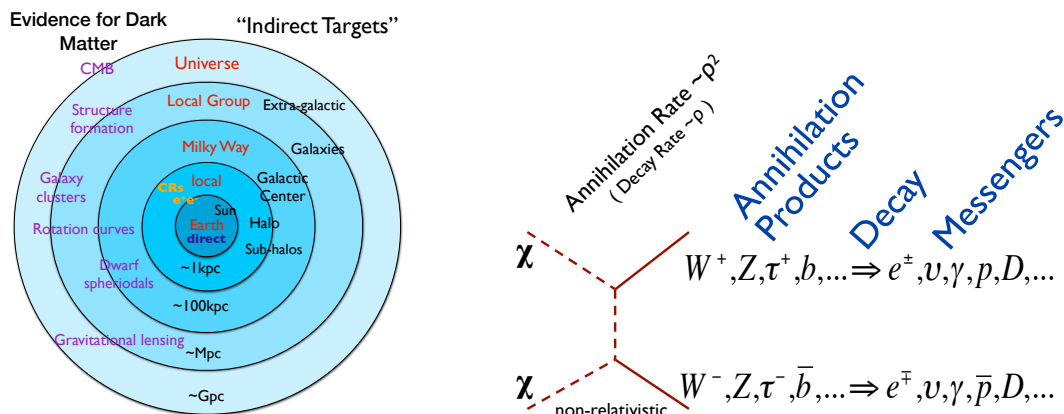 Evidence for Dark
Matter
"Indirect Targets"
CMB
Universe
Structure
formation
Local Group
Extra-galactic
Milky Way
Galaxies
Galaxy
clusters
local
Galactic
Center
CRs
e⁺e⁻
Sun
Rotation curves
Earth
direct
Halo
Sub-halos
Dwarf
spheriodals
~1kpc
~100kpc
Gravitational lensing
~Mpc
~Gpc
Annihilation Rate ~ρ²
( Decay Rate ~ρ )
Annihilation
Products
Decay
Messengers
χ
W⁺,Z,τ⁺,b,...⇒e^±,υ,γ,p,D,...
χ
W⁻,Z,τ⁻,b̅,...⇒e^∓,υ,γ,p̅,D,...
non-relativistic